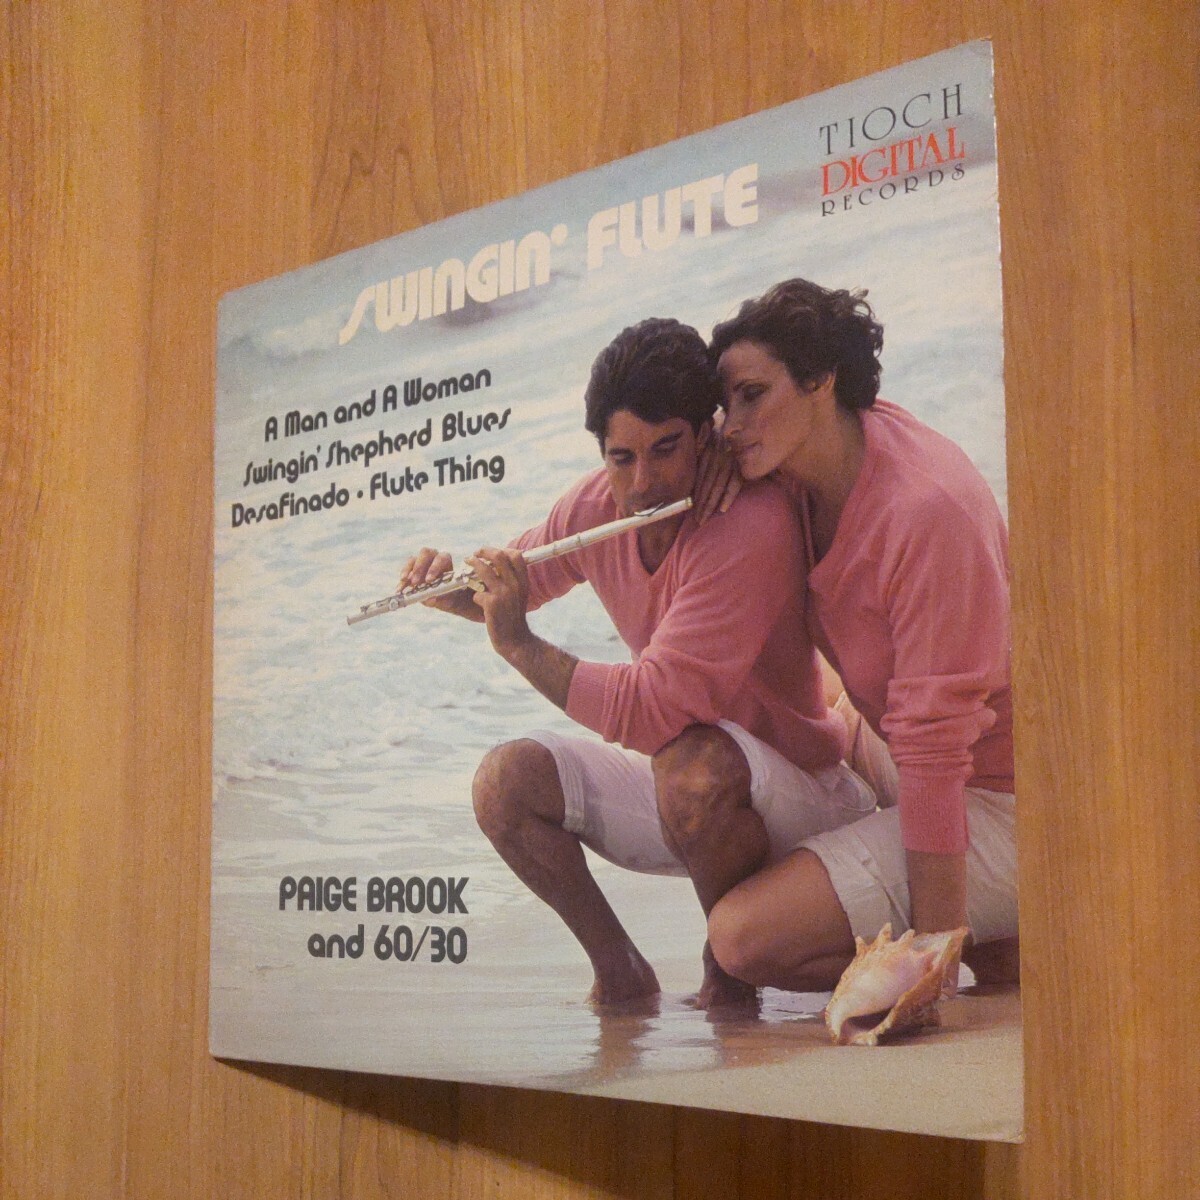 TIOCH
DIGITAL
RECORDS
SWINGIN' FLUTE
A Man and A Woman
Swingin' Shepherd Blues
Desafinado • Flute Thing
PAIGE BROOK
and 60/30